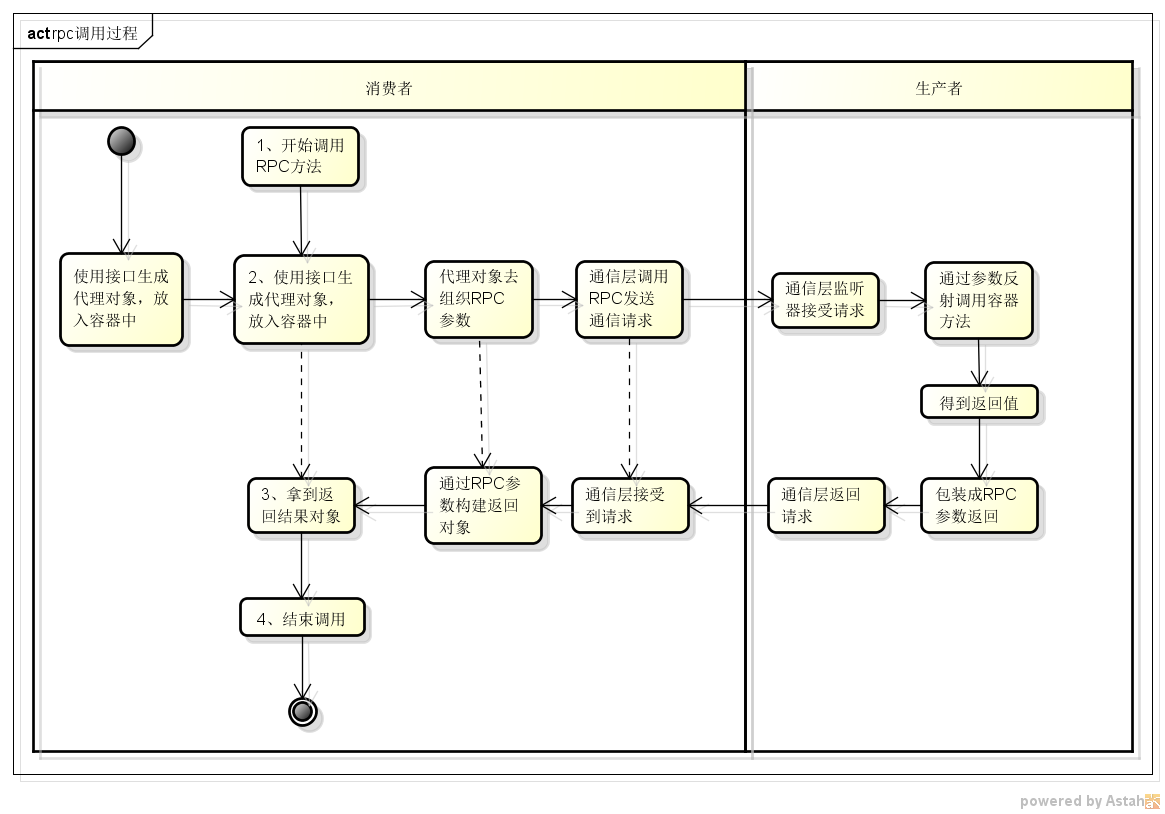 act rpc调用过程
消费者
生产者
1、开始调用
RPC方法
使用接口生成
代理对象，放
入容器中
2、使用接口生
成代理对象，
放入容器中
代理对象去
组织RPC
参数
通信层调用
RPC发送
通信请求
通信层监听
器接受请求
通过参数反
射调用容器
方法
得到返回值
3、拿到返
回结果对象
通过RPC参
数构建返回
对象
通信层接受
到请求
通信层返回
请求
包装成RPC
参数返回
4、结束调用
powered by Astah